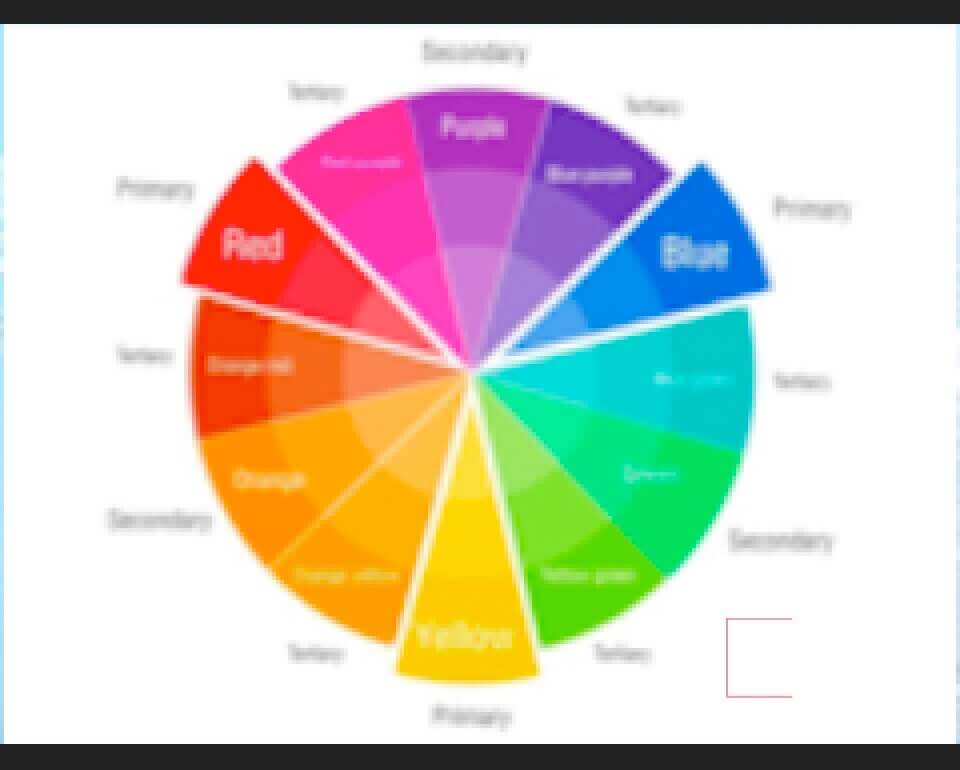 Secondary
Tertiary
Tertiary
Purple
Red-purple
Blue-purple
Primary
Primary
Red
Blue
Tertiary
Orange-red
Blue-green
Tertiary
Orange
Green
Secondary
Secondary
Orange-yellow
Yellow-green
Yellow
Tertiary
Tertiary
Primary